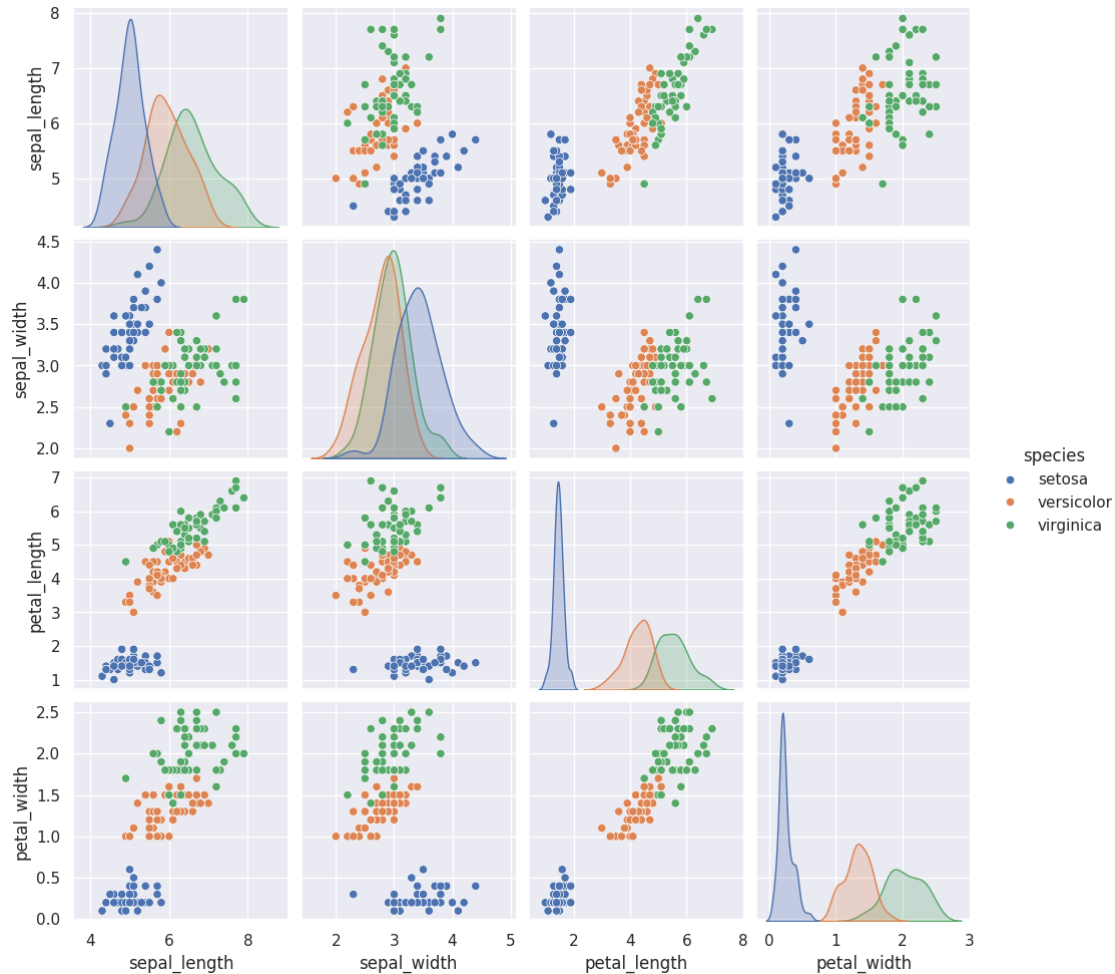 8
7
6
5
sepal_length
4.5
4.0
3.5
3.0
2.5
2.0
sepal_width
species
setosa
versicolor
virginica
7
6
5
4
3
2
1
petal_length
2.5
2.0
1.5
1.0
0.5
0.0
petal_width
4 6 8 2 3 4 5 2 4 6 8 0 1 2 3
sepal_length sepal_width petal_length petal_width